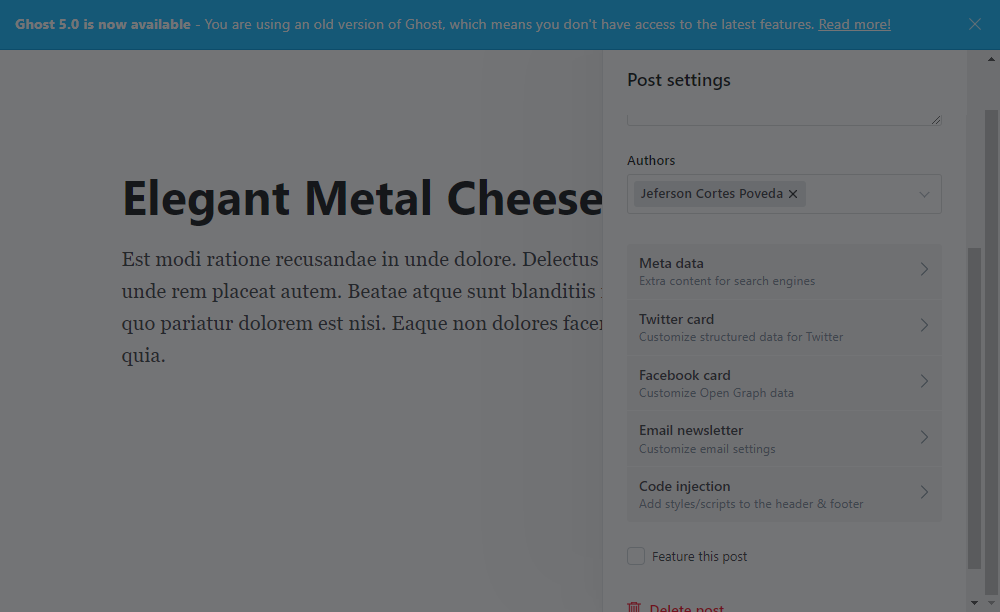 Ghost 5.0 is now available - You are using an old version of Ghost, which means you don't have access to the latest features. Read more!
Post settings
Authors
Jeferson Cortes Poveda
Elegant Metal Cheese
Est modi ratione recusandae in unde dolore. Delectus
unde rem placeat autem. Beatae atque sunt blanditiis
quo pariatur dolorem est nisi. Eaque non dolores facer
quia.
Meta data
Extra content for search engines
Twitter card
Customize structured data for Twitter
Facebook card
Customize Open Graph data
Email newsletter
Customize email settings
Code injection
Add styles/scripts to the header & footer
Feature this post
Delete post